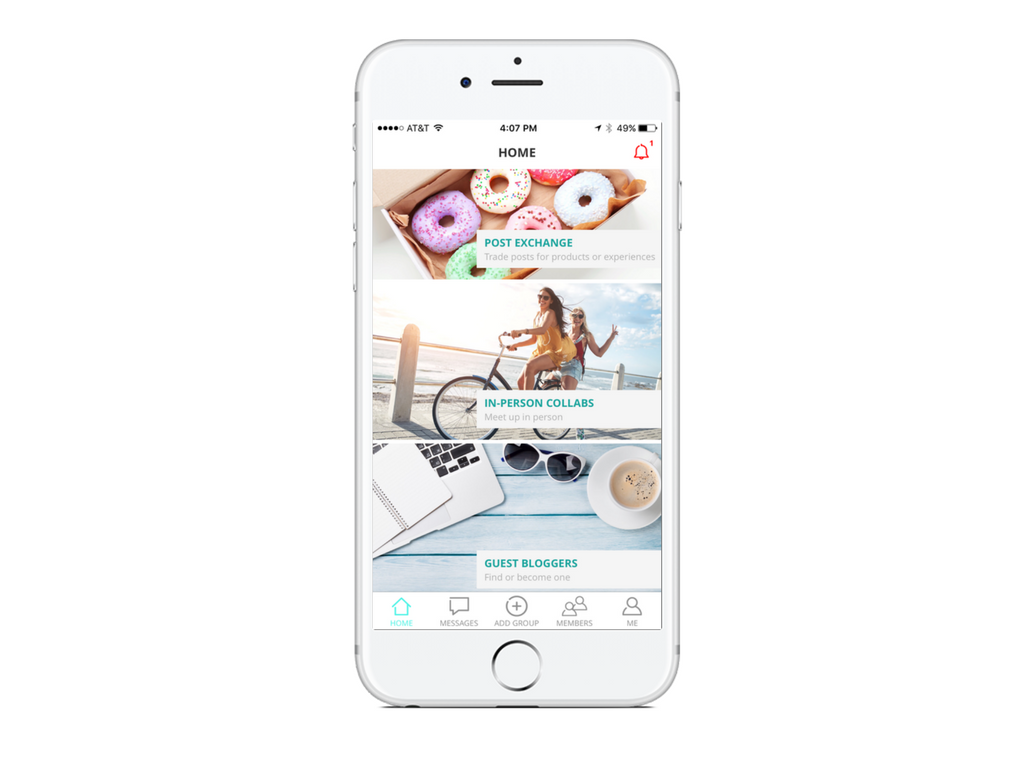 AT&T 4:07 PM 49%
HOME
1
POST EXCHANGE
Trade posts for products or experiences
IN-PERSON COLLABS
Meet up in person
GUEST BLOGGERS
Find or become one
HOME MESSAGES ADD GROUP MEMBERS ME